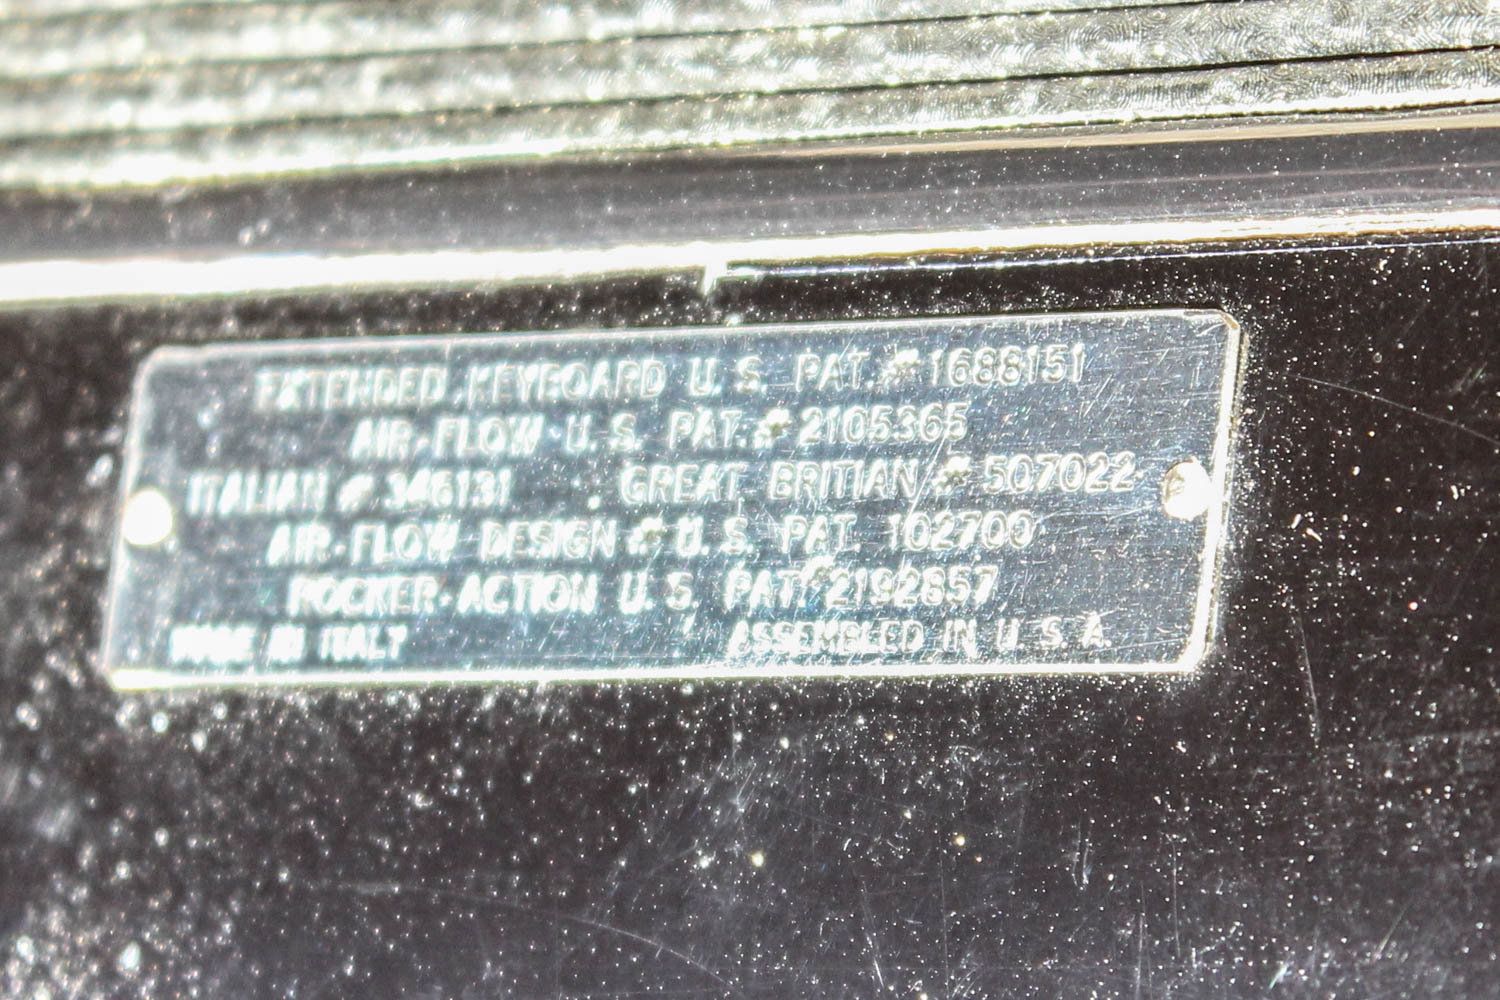 EXTENDED KEYBOARD U.S. PAT. # 1688151
AIR-FLOW U.S. PAT. # 2105365
ITALIAN # 346131 GREAT BRITIAN # 507022
AIR-FLOW DESIGN # U.S. PAT. 102700
ROCKER-ACTION U.S. PAT. # 2192857
MADE IN ITALY ASSEMBLED IN U.S.A.